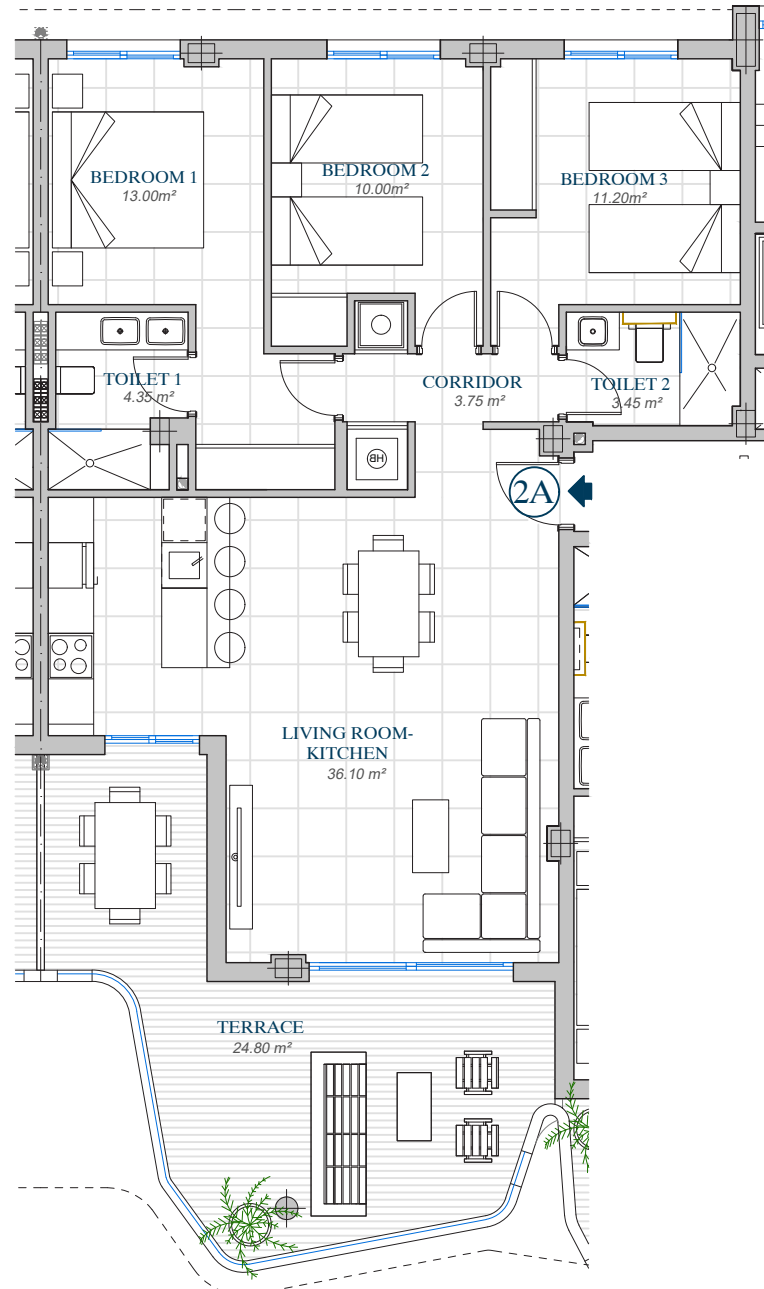 BEDROOM 1
13.00m²
BEDROOM 2
10.00m²
BEDROOM 3
11.20m²
TOILET 1
4.35 m²
CORRIDOR
3.75 m²
TOILET 2
3.45 m²
HB
2A
LIVING ROOM-
KITCHEN
36.10 m²
TERRACE
24.80 m²